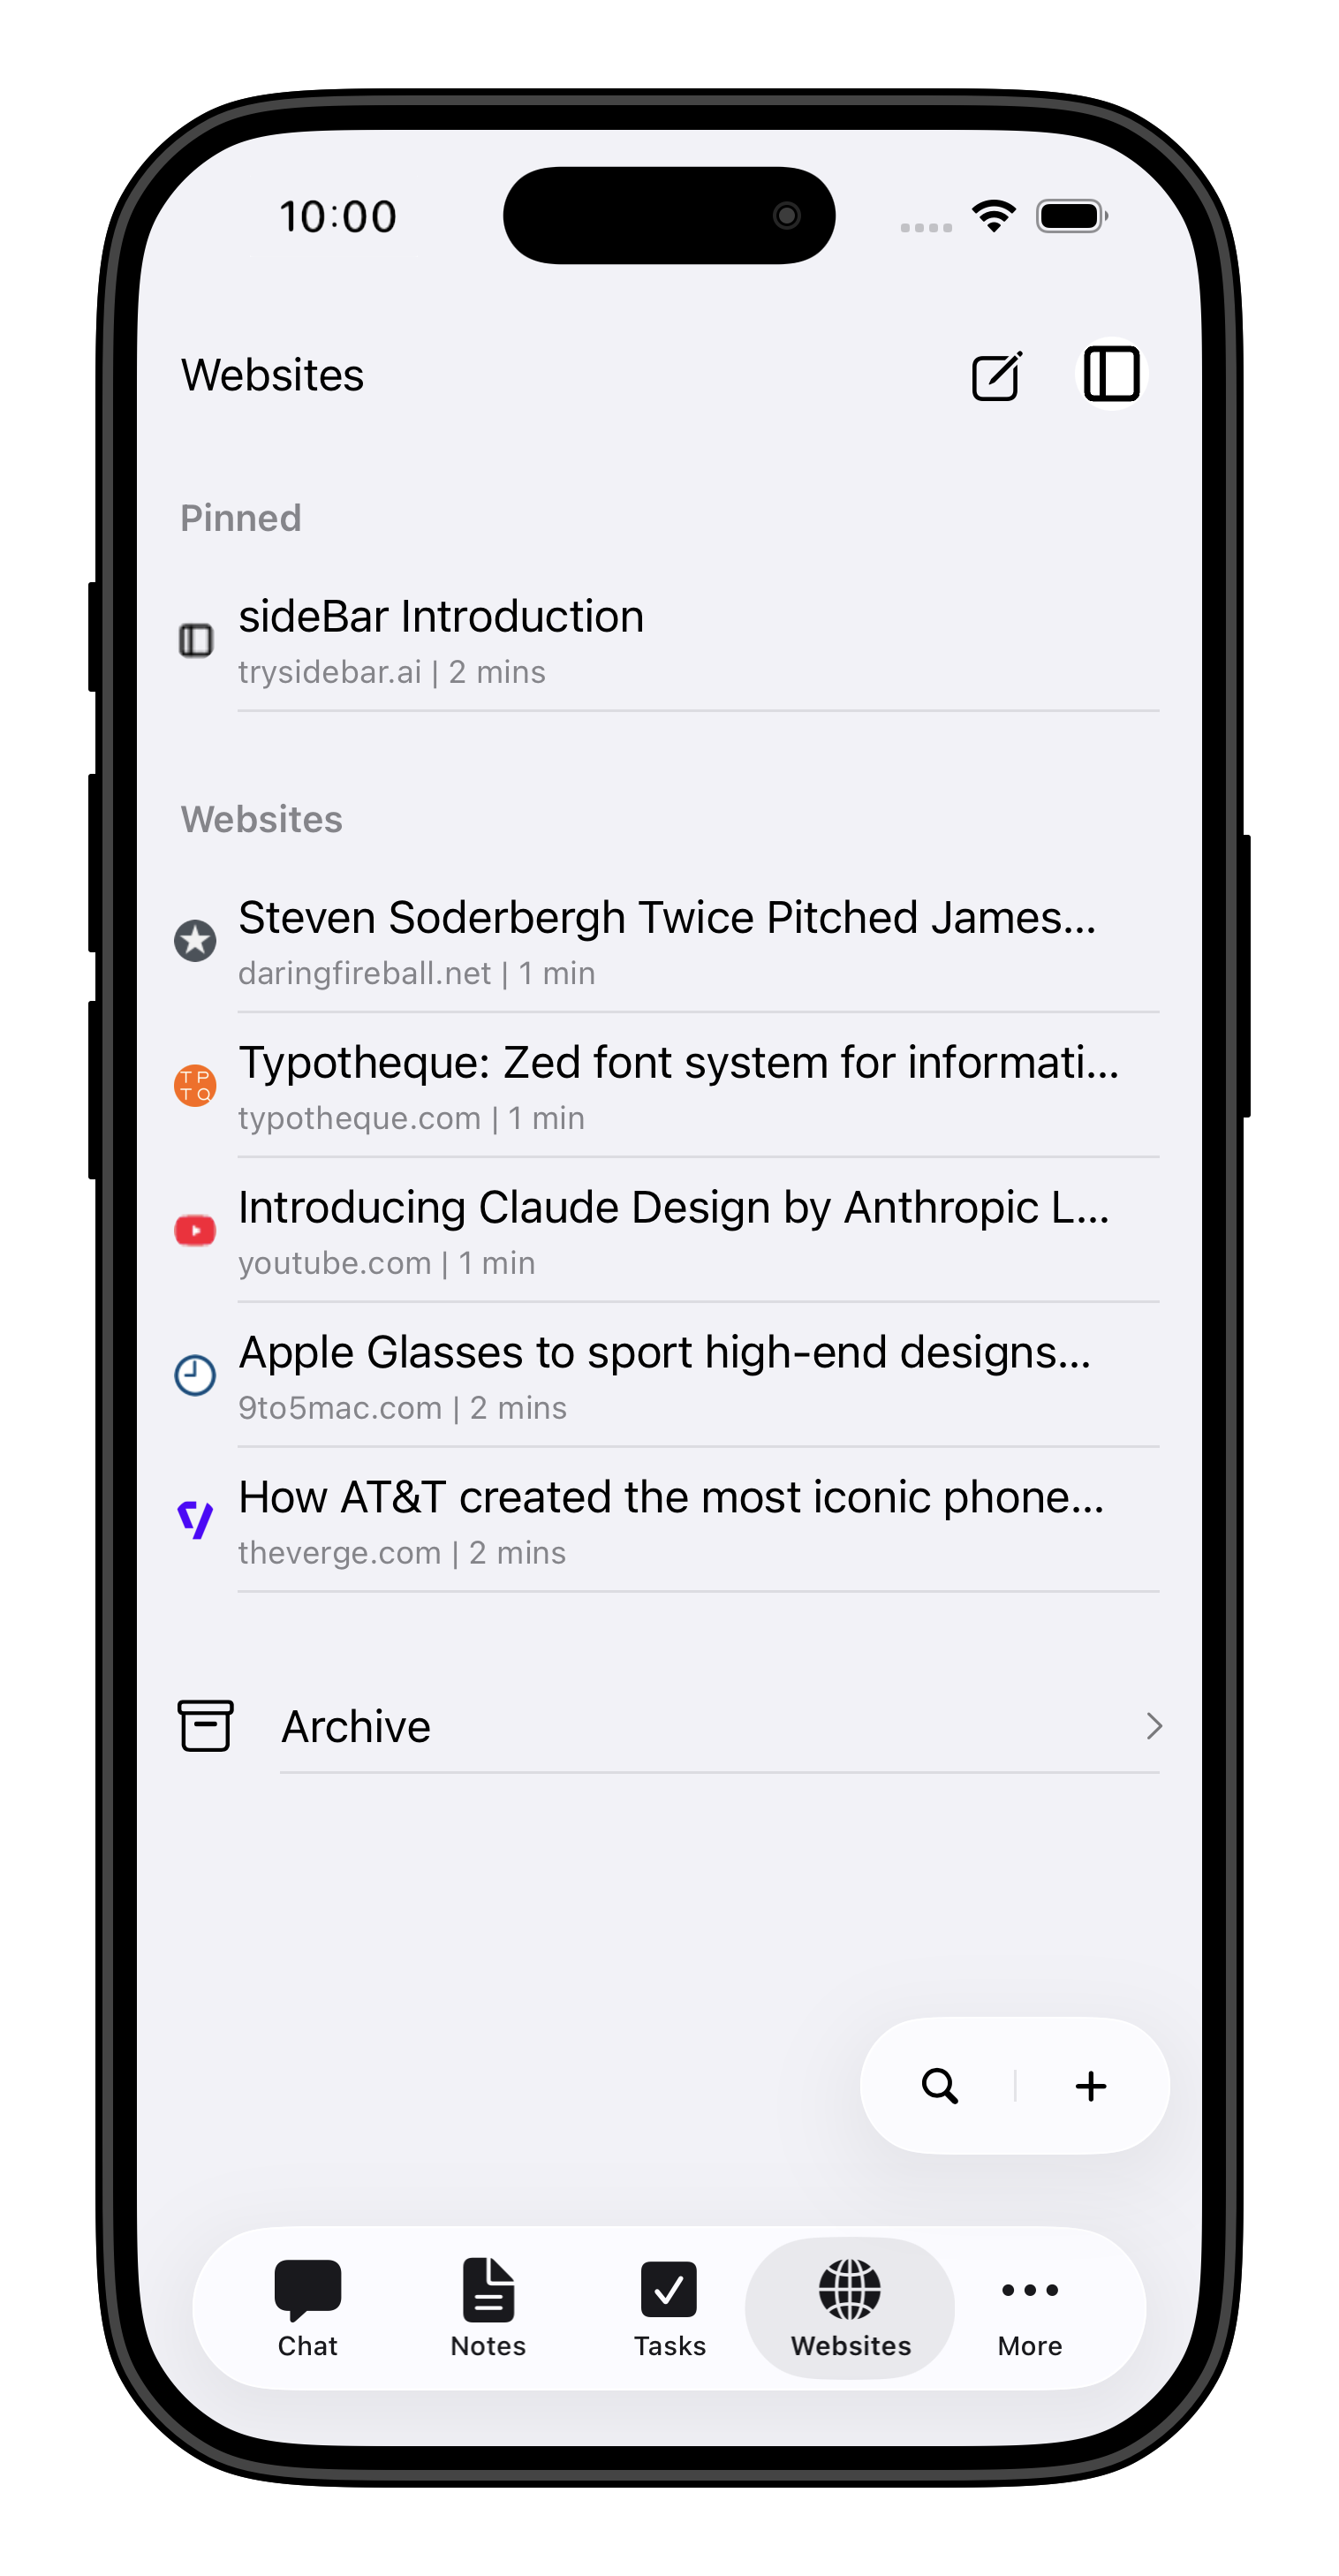 10:00
Websites
Pinned
sideBar Introduction
trysidebar.ai | 2 mins
Websites
Steven Soderbergh Twice Pitched James...
daringfireball.net | 1 min
TP
TQ
Typotheque: Zed font system for informati...
typotheque.com | 1 min
Introducing Claude Design by Anthropic L...
youtube.com | 1 min
Apple Glasses to sport high-end designs...
9to5mac.com | 2 mins
How AT&T created the most iconic phone...
theverge.com | 2 mins
Archive
Chat
Notes
Tasks
Websites
More